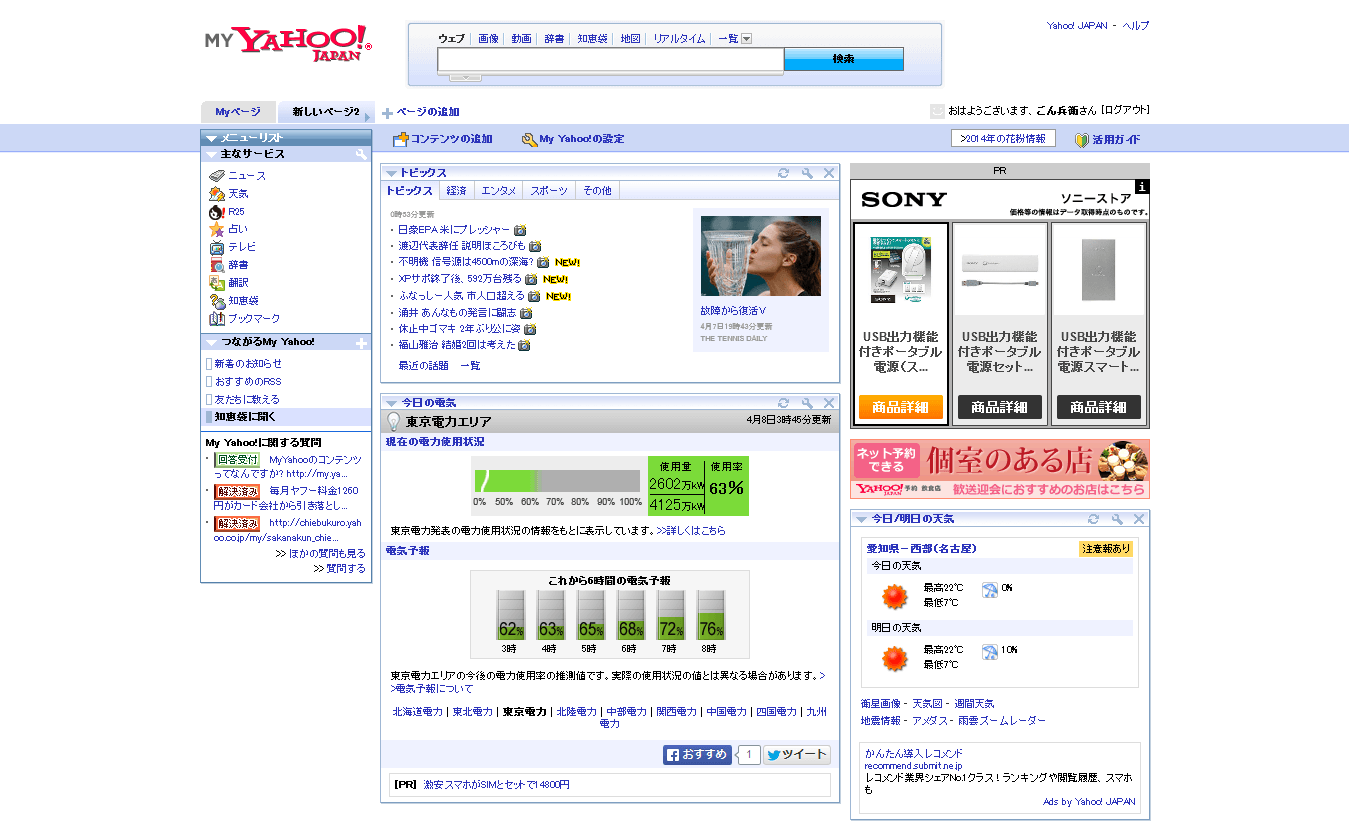 MY YAHOO! JAPAN
ウェブ 画像 動画 辞書 知恵袋 地図 リアルタイム 一覧
検索
Yahoo! JAPAN - ヘルプ
Myページ 新しいページ2 ページの追加
おはようございます、ごん兵衛さん [ログアウト]
コンテンツの追加 My Yahoo!の設定
>2014年の花粉情報 活用ガイド
メニューリスト
主なサービス
ニュース
天気
R25
占い
テレビ
辞書
翻訳
知恵袋
ブックマーク
つながるMy Yahoo!
新着のお知らせ
おすすめのRSS
友だちに教える
知恵袋に聞く
My Yahoo!に関する質問
・ 回答受付 MyYahooのコンテンツ
ってなんですか? http://my.ya...
・ 解決済み 毎月ヤフー料金1260
円がカード会社から引き落とし...
・ 解決済み http://chiebukuro.yah
oo.co.jp/my/sakanakun_chie...
>> ほかの質問も見る
>> 質問する
トピックス
トピックス 経済 エンタメ スポーツ その他
0時53分更新
・ 日豪EPA 米にプレッシャー
・ 渡辺代表辞任 説明ほころびも
・ 不明機 信号源は4500mの深海? NEW!
・ XPサポ終了後、592万台残る NEW!
・ ふなっしー人気 市人口超える NEW!
・ 涌井 あんなもの発言に闘志
・ 休止中ゴマキ 2年ぶり公に姿
・ 福山雅治 結婚2回は考えた
最近の話題 一覧
故障から復活V
4月7日19時43分更新
THE TENNIS DAILY
今日の電気
東京電力エリア 4月8日3時45分更新
現在の電力使用状況
0% 50% 60% 70% 80% 90% 100%
使用量 使用率
2602万kW 63%
4125万kW
東京電力発表の電力使用状況の情報をもとに表示しています。>>詳しくはこちら
電気予報
これから6時間の電気予報
62% 63% 65% 68% 72% 76%
3時 4時 5時 6時 7時 8時
東京電力エリアの今後の電力使用率の推測値です。実際の使用状況の値とは異なる場合があります。>
>電気予報について
北海道電力 | 東北電力 | 東京電力 | 北陸電力 | 中部電力 | 関西電力 | 中国電力 | 四国電力 | 九州
電力
おすすめ 1 ツイート
[PR] 激安スマホがSIMとセットで14800円
PR
SONY ソニーストア
価格等の情報はデータ取得時点のものです。
SONY
USB出力機能
付きポータブル
電源(ス...
商品詳細
USB出力機能
付きポータブル
電源セット...
商品詳細
USB出力機能
付きポータブル
電源スマート...
商品詳細
ネット予約
できる
個室のある店
YAHOO!予約 飲食店 歓送迎会におすすめのお店はこちら
今日/明日の天気
愛知県－西部(名古屋) 注意報あり
今日の天気
最高22℃ 0%
最低7℃
明日の天気
最高22℃ 10%
最低7℃
衛星画像 - 天気図 - 週間天気
地震情報 - アメダス - 雨雲ズームレーダー
かんたん導入レコメンド
recommend.submit.ne.jp
レコメンド業界シェアNo.1クラス！ランキングや閲覧履歴、スマホ
も
Ads by Yahoo! JAPAN